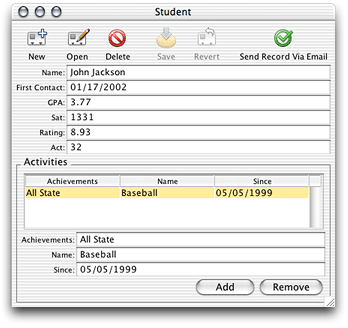 Student
New Open Delete Save Revert Send Record Via Email
Name: John Jackson
First Contact: 01/17/2002
GPA: 3.77
Sat: 1331
Rating: 8.93
Act: 32
Activities
Achievements Name Since
All State Baseball 05/05/1999
Achievements: All State
Name: Baseball
Since: 05/05/1999
Add Remove